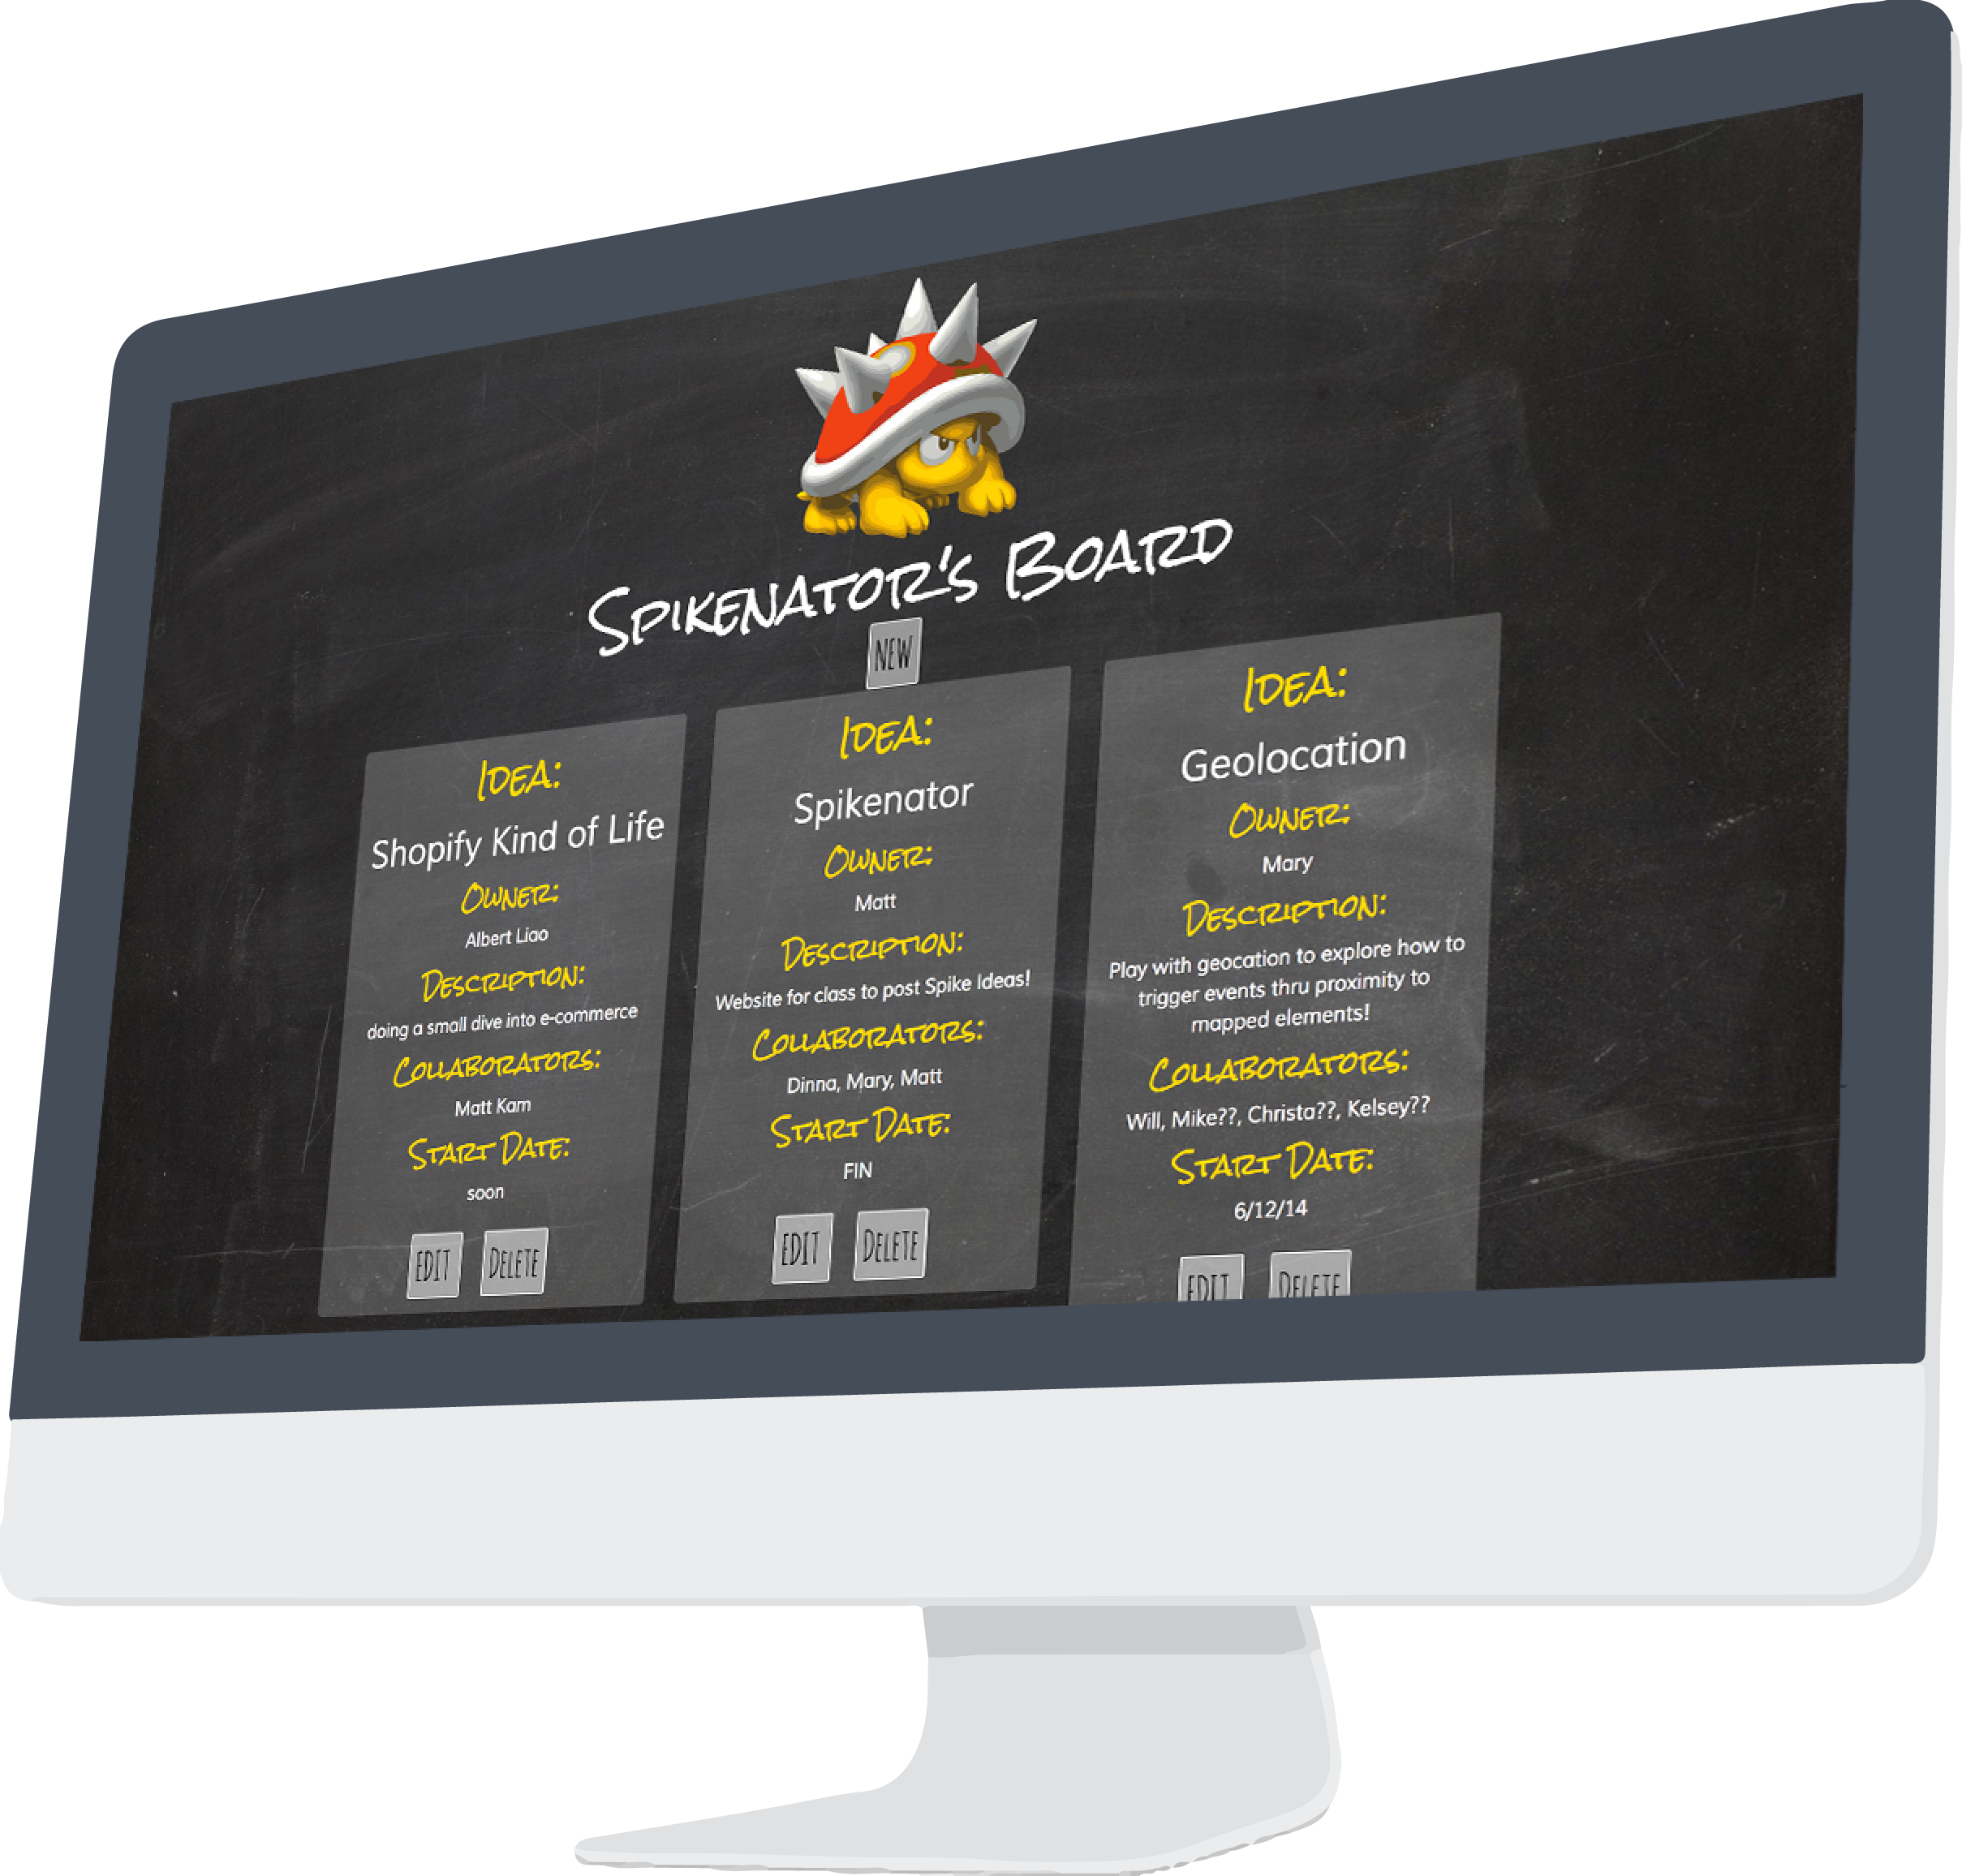 Spikenator's Board
NEW
Idea:
Shopify Kind of Life
Owner:
Albert Liao
Description:
doing a small dive into e-commerce
Collaborators:
Matt Kam
Start Date:
soon
EDIT DELETE
Idea:
Spikenator
Owner:
Matt
Description:
Website for class to post Spike Ideas!
Collaborators:
Dinna, Mary, Matt
Start Date:
FIN
EDIT DELETE
Idea:
Geolocation
Owner:
Mary
Description:
Play with geocation to explore how to
trigger events thru proximity to
mapped elements!
Collaborators:
Will, Mike??, Christa??, Kelsey??
Start Date:
6/12/14
EDIT DELETE